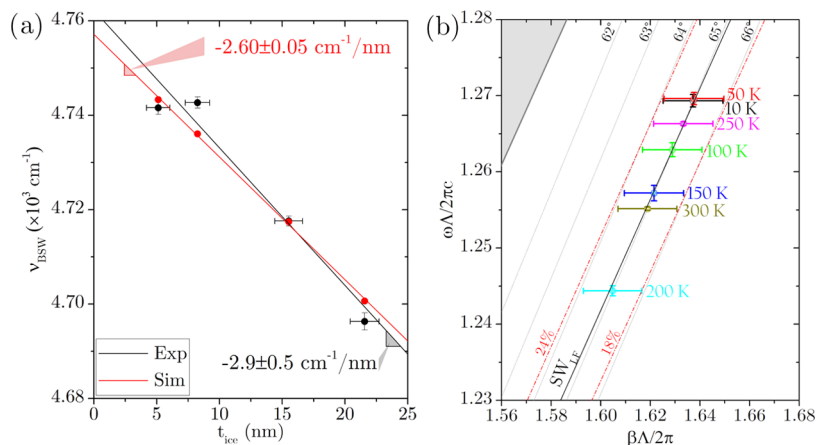 (a)
-2.60±0.05 cm⁻¹/nm
4.76
4.74
4.72
4.70
4.68
ν_BSW (×10³ cm⁻¹)
Exp
Sim
-2.9±0.5 cm⁻¹/nm
0 5 10 15 20 25
t_ice (nm)
(b)
1.28
1.27
1.26
1.25
1.24
1.23
ωΛ/2πc
62° 63° 64° 65° 66°
50 K
10 K
250 K
100 K
150 K
300 K
200 K
24%
SW_LF
18%
1.56 1.58 1.60 1.62 1.64 1.66 1.68
βΛ/2π